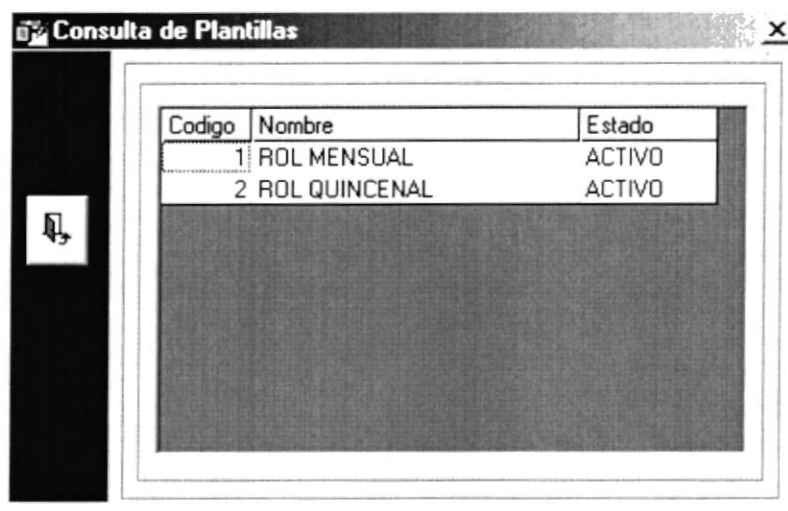 Consulta de Plantillas
Codigo Nombre Estado
1 ROL MENSUAL ACTIVO
2 ROL QUINCENAL ACTIVO